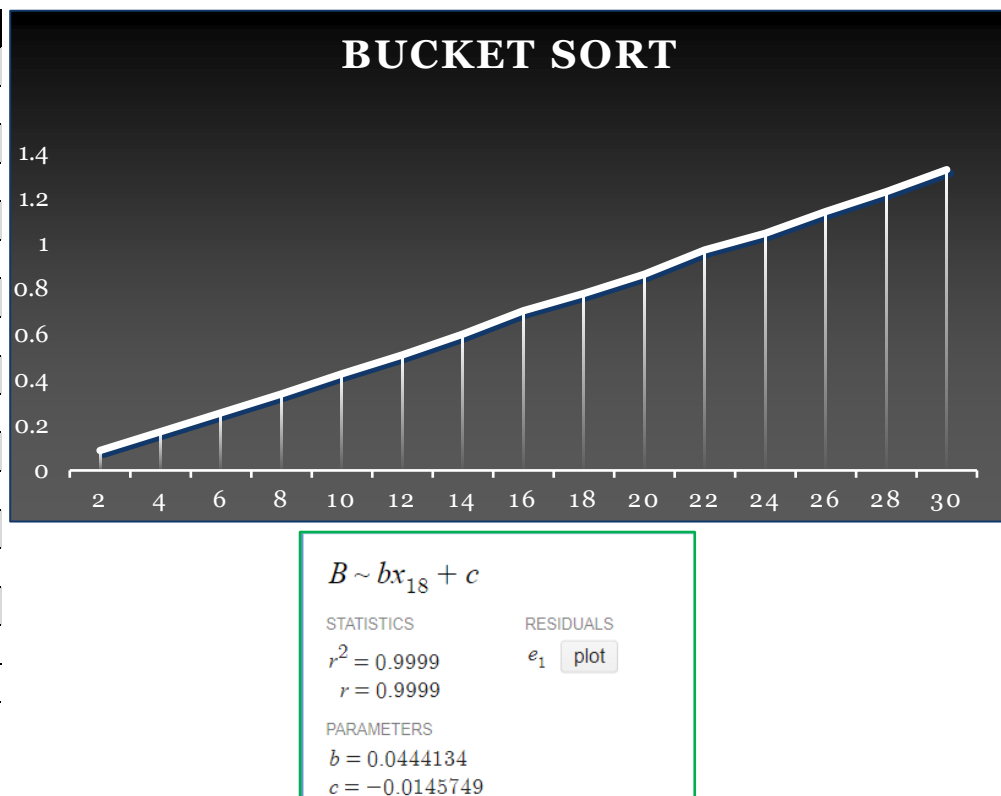 BUCKET SORT
1.4
1.2
1
0.8
0.6
0.4
0.2
0
2 4 6 8 10 12 14 16 18 20 22 24 26 28 30
B ~ bx₁₈ + c
STATISTICS RESIDUALS
r² = 0.9999 e₁ plot
r = 0.9999
PARAMETERS
b = 0.0444134
c = −0.0145749